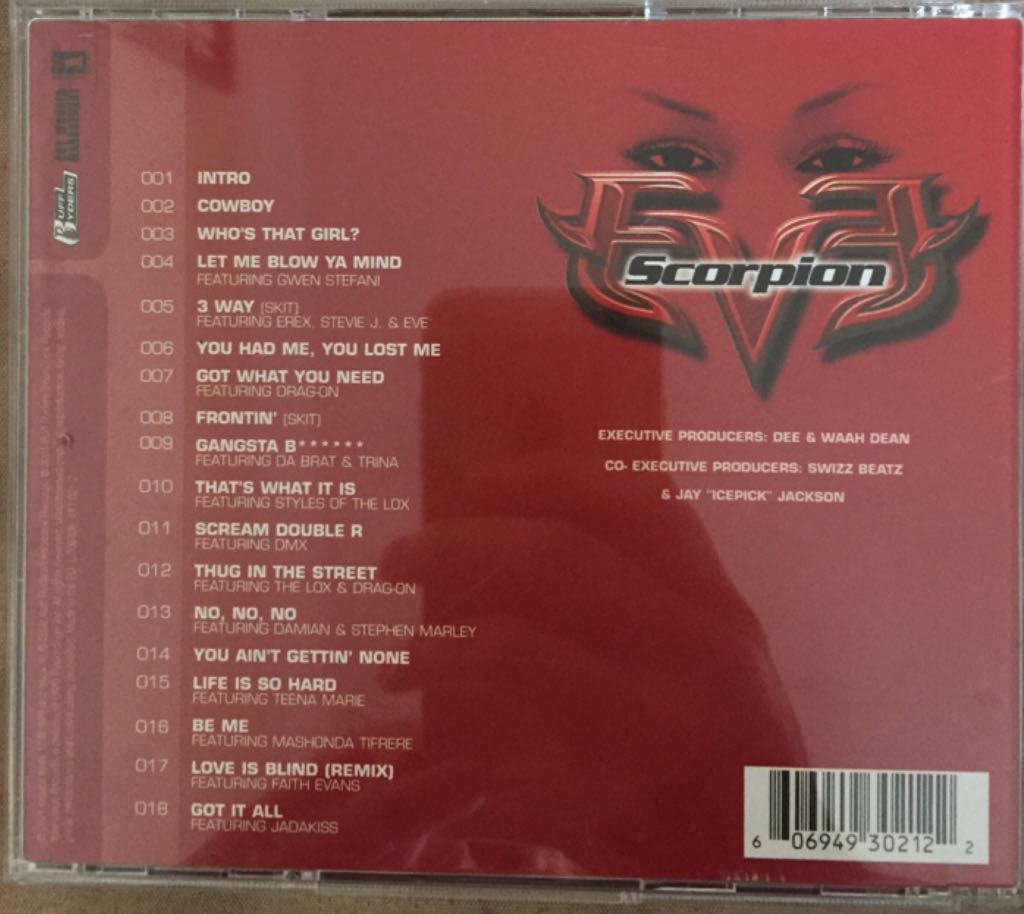 RUFF RYDERS
001 INTRO
002 COWBOY
003 WHO'S THAT GIRL?
004 LET ME BLOW YA MIND
FEATURING GWEN STEFANI
005 3 WAY (SKIT)
FEATURING EREX, STEVIE J. & EVE
006 YOU HAD ME, YOU LOST ME
007 GOT WHAT YOU NEED
FEATURING DRAG-ON
008 FRONTIN' (SKIT)
009 GANGSTA B******
FEATURING DA BRAT & TRINA
010 THAT'S WHAT IT IS
FEATURING STYLES OF THE LOX
011 SCREAM DOUBLE R
FEATURING DMX
012 THUG IN THE STREET
FEATURING THE LOX & DRAG-ON
013 NO, NO, NO
FEATURING DAMIAN & STEPHEN MARLEY
014 YOU AIN'T GETTIN' NONE
015 LIFE IS SO HARD
FEATURING TEENA MARIE
016 BE ME
FEATURING MASHONDA TIFRERE
017 LOVE IS BLIND (REMIX)
FEATURING FAITH EVANS
018 GOT IT ALL
FEATURING JADAKISS
EVE
Scorpion
EXECUTIVE PRODUCERS: DEE & WAAH DEAN
CO- EXECUTIVE PRODUCERS: SWIZZ BEATZ
& JAY "ICEPICK" JACKSON
6 06949 30212 2